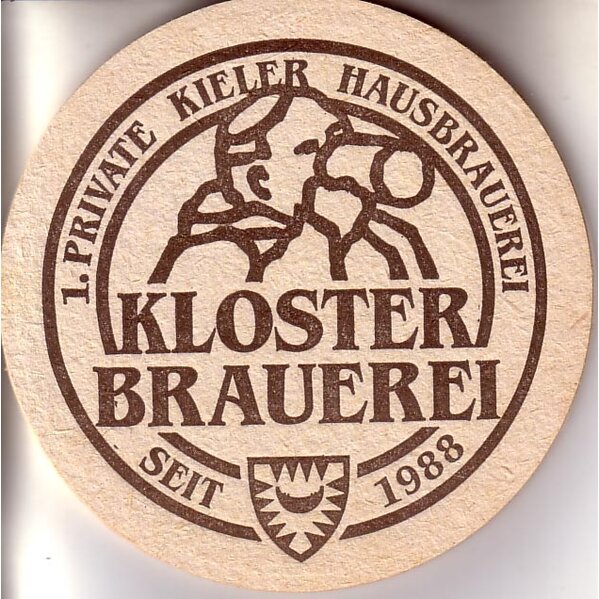 1. PRIVATE KIELER HAUSBRAUEREI
KLOSTER
BRAUEREI
SEIT 1988